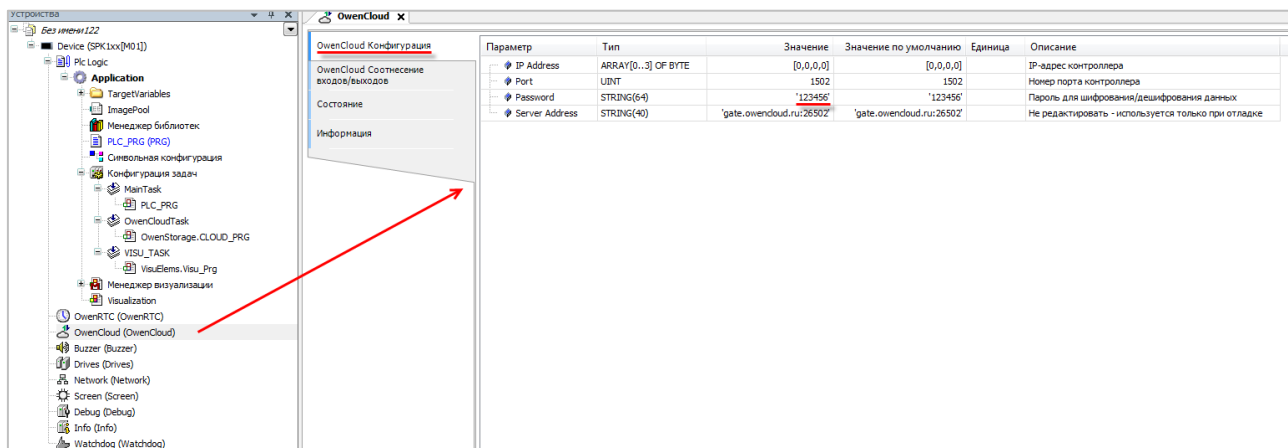 Устройства
Без имени122
Device (SPK1xx[M01])
Plc Logic
Application
TargetVariables
ImagePool
Менеджер библиотек
PLC_PRG (PRG)
Символьная конфигурация
Конфигурация задач
MainTask
PLC_PRG
OwenCloudTask
OwenStorage.CLOUD_PRG
VISU_TASK
VisuElems.Visu_Prg
Менеджер визуализации
Visualization
OwenRTC (OwenRTC)
OwenCloud (OwenCloud)
Buzzer (Buzzer)
Drives (Drives)
Network (Network)
Screen (Screen)
Debug (Debug)
Info (Info)
Watchdog (Watchdog)
OwenCloud
OwenCloud Конфигурация
OwenCloud Соотнесение
входов/выходов
Состояние
Информация
Параметр Тип Значение Значение по умолчанию Единица Описание
IP Address ARRAY[0..3] OF BYTE [0,0,0,0] [0,0,0,0] IP-адрес контроллера
Port UINT 1502 1502 Номер порта контроллера
Password STRING(64) '123456' '123456' Пароль для шифрования/дешифрования данных
Server Address STRING(40) 'gate.owencloud.ru:26502' 'gate.owencloud.ru:26502' Не редактировать - используется только при отладке